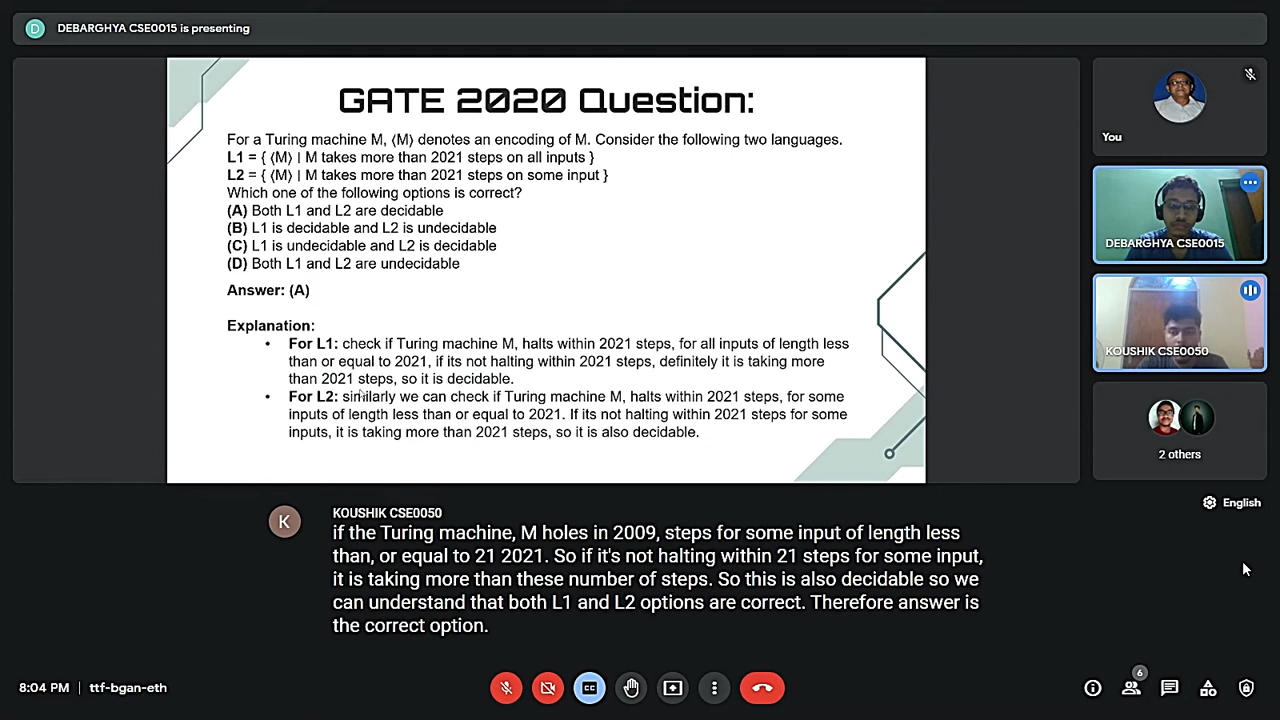 D DEBARGHYA CSE0015 is presenting
GATE 2020 Question:
For a Turing machine M, ⟨M⟩ denotes an encoding of M. Consider the following two languages.
L1 = { ⟨M⟩ | M takes more than 2021 steps on all inputs }
L2 = { ⟨M⟩ | M takes more than 2021 steps on some input }
Which one of the following options is correct?
(A) Both L1 and L2 are decidable
(B) L1 is decidable and L2 is undecidable
(C) L1 is undecidable and L2 is decidable
(D) Both L1 and L2 are undecidable
Answer: (A)
Explanation:
• For L1: check if Turing machine M, halts within 2021 steps, for all inputs of length less
than or equal to 2021, if its not halting within 2021 steps, definitely it is taking more
than 2021 steps, so it is decidable.
• For L2: similarly we can check if Turing machine M, halts within 2021 steps, for some
inputs of length less than or equal to 2021. If its not halting within 2021 steps for some
inputs, it is taking more than 2021 steps, so it is also decidable.
You
DEBARGHYA CSE0015
KOUSHIK CSE0050
2 others
English
K
KOUSHIK CSE0050
if the Turing machine, M holes in 2009, steps for some input of length less
than, or equal to 21 2021. So if it's not halting within 21 steps for some input,
it is taking more than these number of steps. So this is also decidable so we
can understand that both L1 and L2 options are correct. Therefore answer is
the correct option.
8:04 PM | ttf-bgan-eth
CC
6